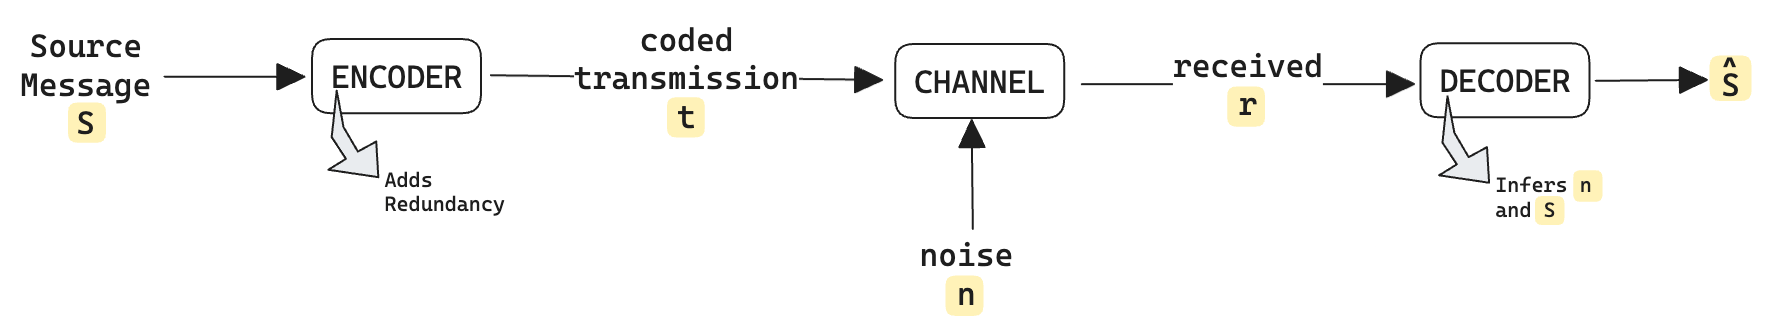 Source
Message
S
ENCODER
Adds
Redundancy
coded
transmission
t
CHANNEL
noise
n
received
r
DECODER
Infers n
and S
Ŝ